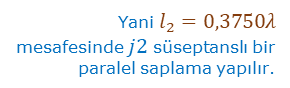 Yani l₂ = 0,3750λ
mesafesinde j2 süseptanslı bir
paralel saplama yapılır.